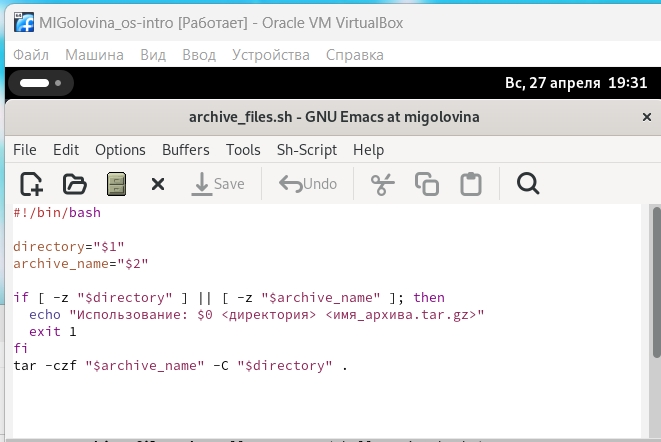 MIGolovina_os-intro [Работает] - Oracle VM VirtualBox
Файл Машина Вид Ввод Устройства Справка
Вс, 27 апреля 19:31
archive_files.sh - GNU Emacs at migolovina
File Edit Options Buffers Tools Sh-Script Help
Save Undo
#!/bin/bash
directory="$1"
archive_name="$2"
if [ -z "$directory" ] || [ -z "$archive_name" ]; then
  echo "Использование: $0 <директория> <имя_архива.tar.gz>"
  exit 1
fi
tar -czf "$archive_name" -C "$directory" .